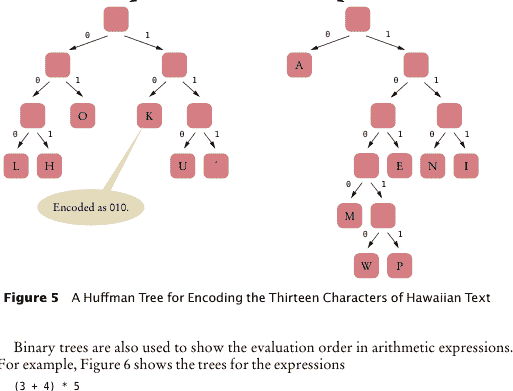 0 1 0 1
A
0 1 0 1 0 1
O K
0 1 0 1 0 1 0 1
L H U ´ E N I
Encoded as 010.
0 1
M
0 1
W P
Figure 5 A Huffman Tree for Encoding the Thirteen Characters of Hawaiian Text
Binary trees are also used to show the evaluation order in arithmetic expressions.
For example, Figure 6 shows the trees for the expressions
(3 + 4) * 5